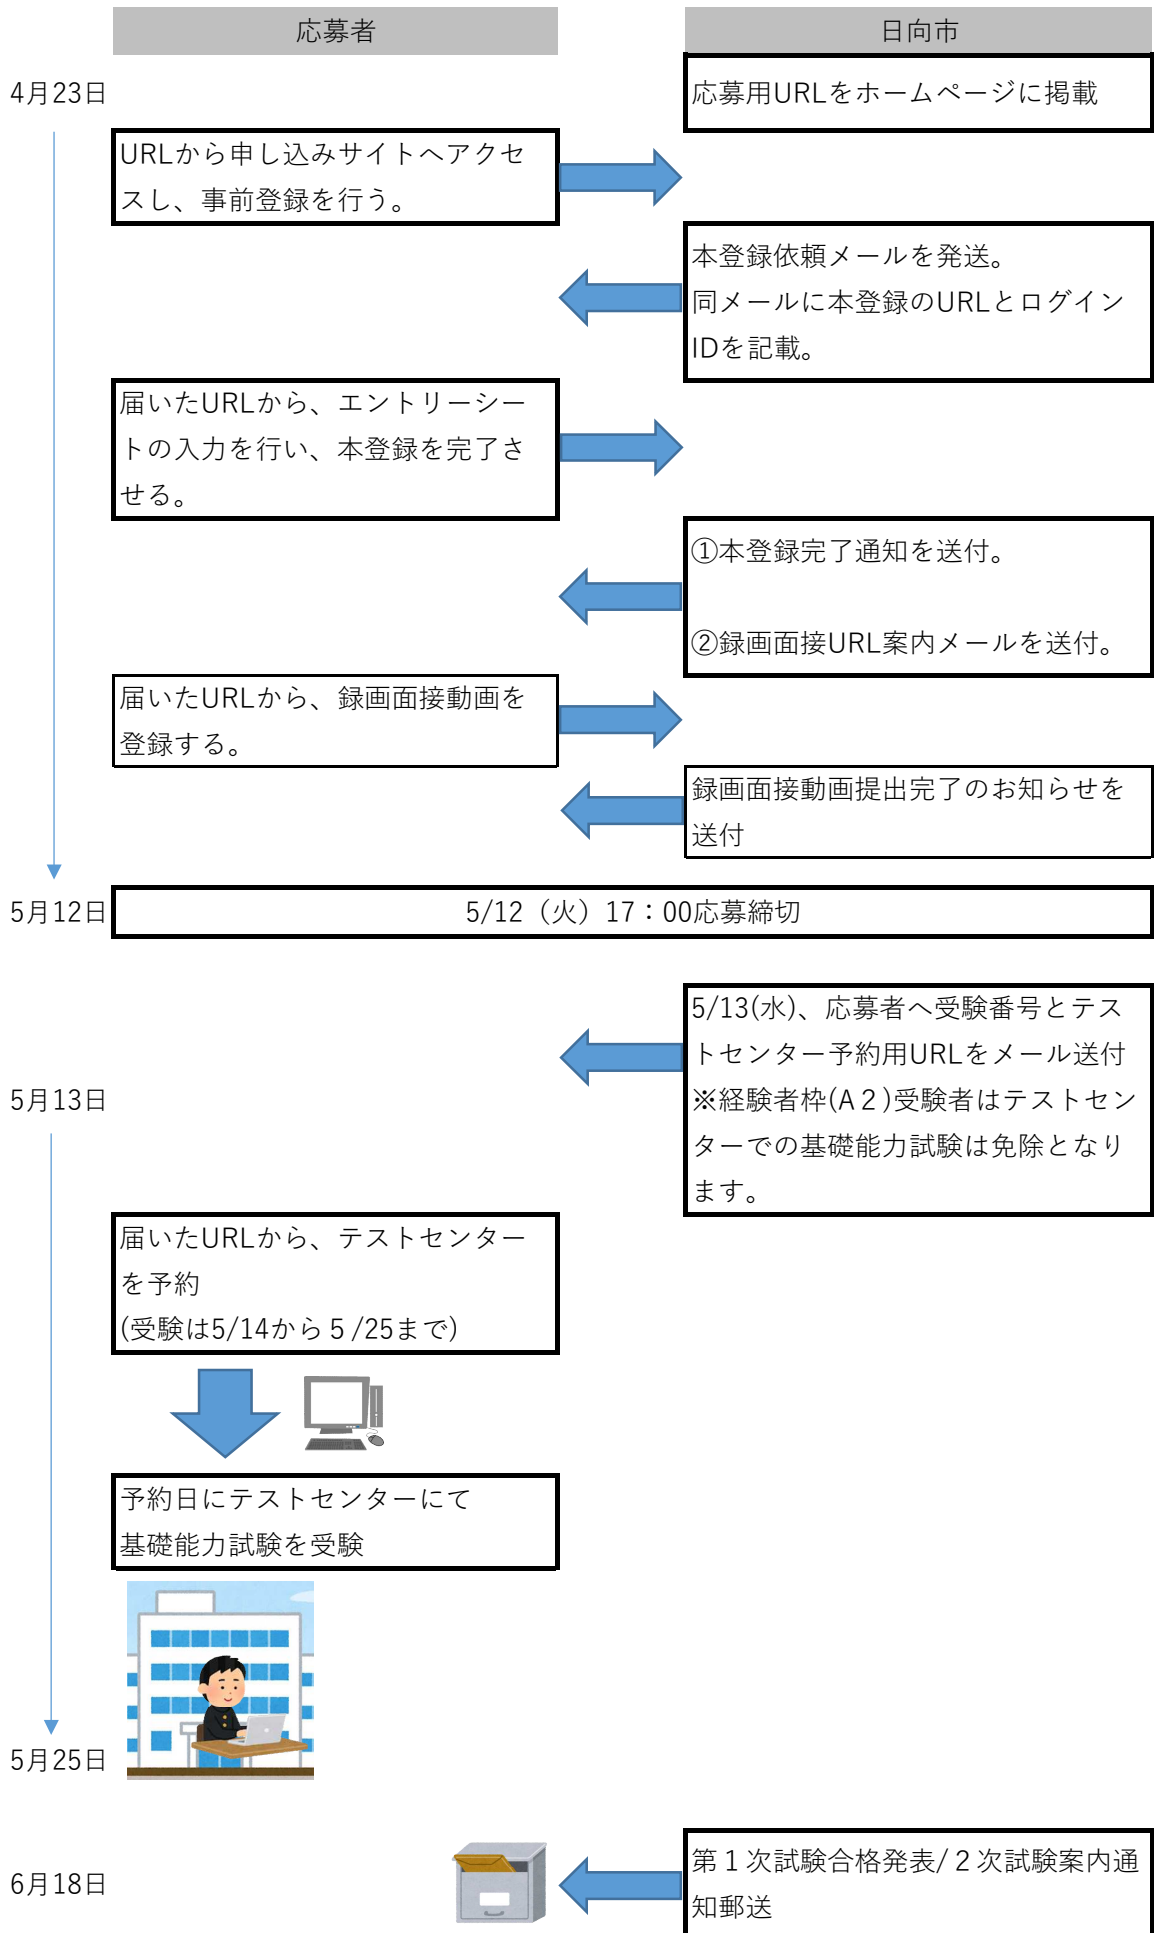 応募者
日向市
4月23日
応募用URLをホームページに掲載
URLから申し込みサイトへアクセ
スし、事前登録を行う。
本登録依頼メールを発送。
同メールに本登録のURLとログイン
IDを記載。
届いたURLから、エントリーシー
トの入力を行い、本登録を完了さ
せる。
①本登録完了通知を送付。
②録画面接URL案内メールを送付。
届いたURLから、録画面接動画を
登録する。
録画面接動画提出完了のお知らせを
送付
5月12日
5/12（火）17：00応募締切
5/13(水)、応募者へ受験番号とテス
トセンター予約用URLをメール送付
※経験者枠(A２)受験者はテストセン
ターでの基礎能力試験は免除となり
ます。
5月13日
届いたURLから、テストセンター
を予約
(受験は5/14から５/25まで)
予約日にテストセンターにて
基礎能力試験を受験
5月25日
6月18日
第１次試験合格発表/２次試験案内通
知郵送